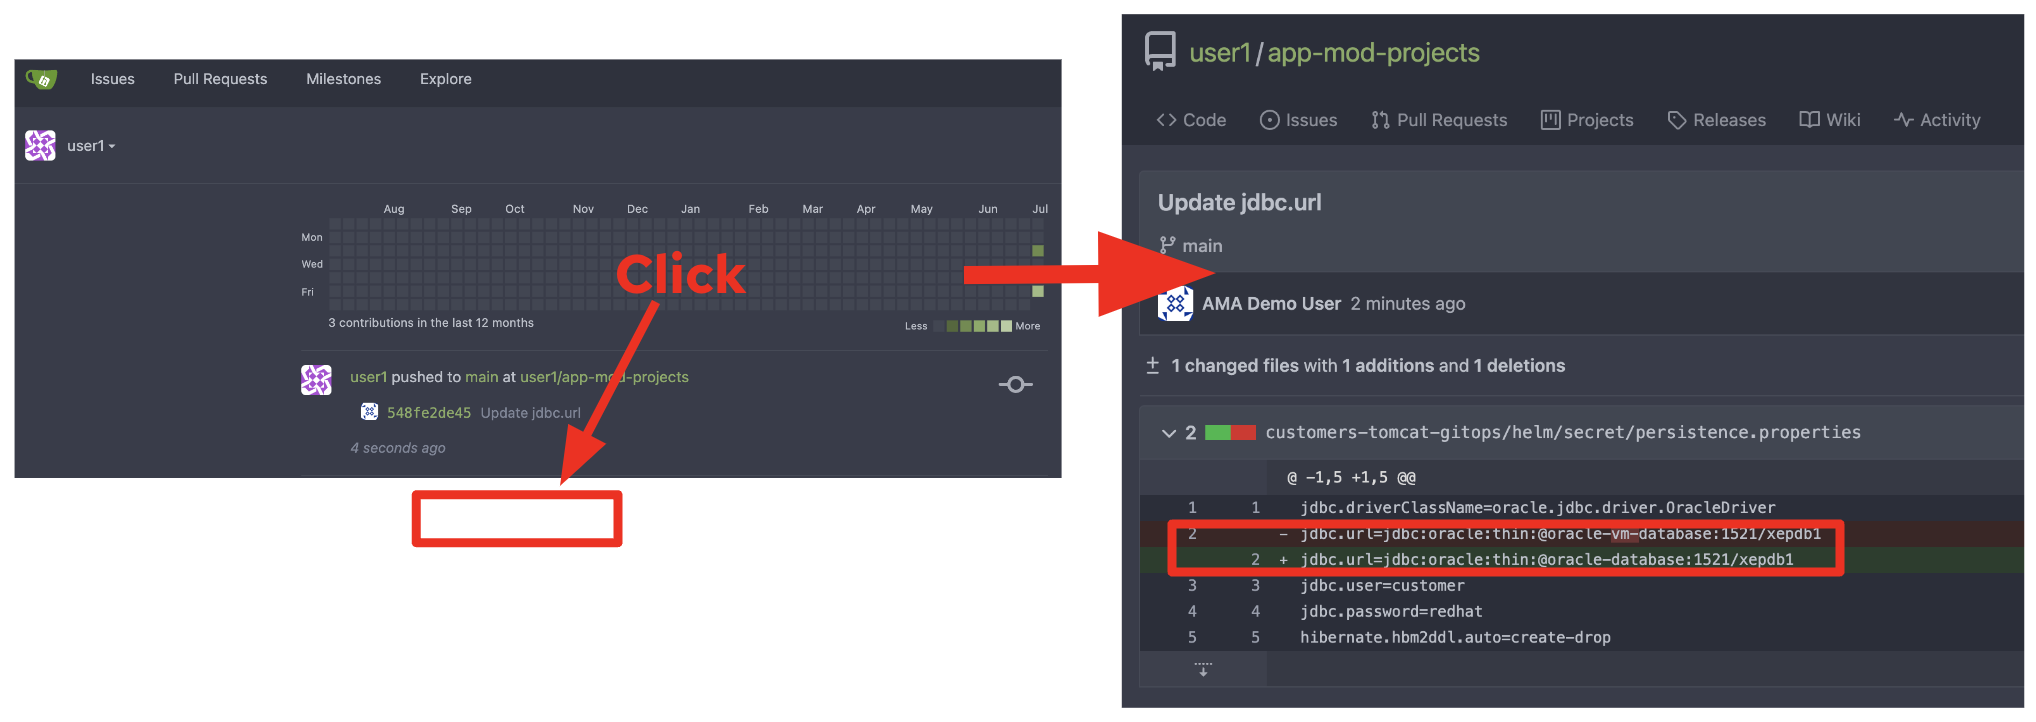 Issues Pull Requests Milestones Explore
user1
Aug Sep Oct Nov Dec Jan Feb Mar Apr May Jun Jul
Mon
Wed
Fri
3 contributions in the last 12 months
Less More
Click
user1 pushed to main at user1/app-mod-projects
548fe2de45 Update jdbc.url
4 seconds ago
user1/app-mod-projects
Code Issues Pull Requests Projects Releases Wiki Activity
Update jdbc.url
main
AMA Demo User 2 minutes ago
1 changed files with 1 additions and 1 deletions
2 customers-tomcat-gitops/helm/secret/persistence.properties
@ -1,5 +1,5 @@
1 1 jdbc.driverClassName=oracle.jdbc.driver.OracleDriver
2 - jdbc.url=jdbc:oracle:thin:@oracle-vm-database:1521/xepdb1
2 + jdbc.url=jdbc:oracle:thin:@oracle-database:1521/xepdb1
3 3 jdbc.user=customer
4 4 jdbc.password=redhat
5 5 hibernate.hbm2ddl.auto=create-drop